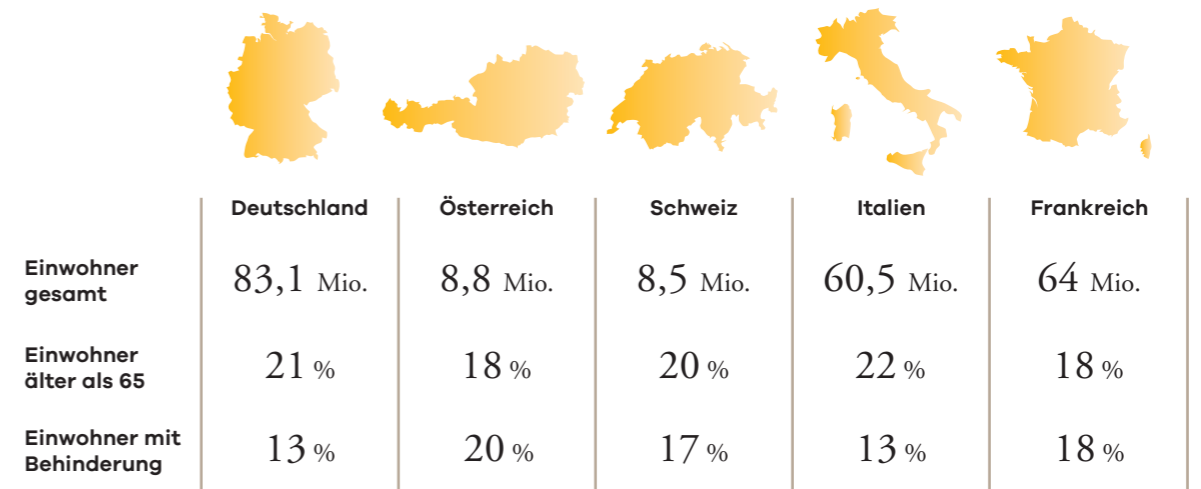 Deutschland Österreich Schweiz Italien Frankreich
Einwohner
gesamt
83,1 Mio. 8,8 Mio. 8,5 Mio. 60,5 Mio. 64 Mio.
Einwohner
älter als 65
21 % 18 % 20 % 22 % 18 %
Einwohner mit
Behinderung
13 % 20 % 17 % 13 % 18 %